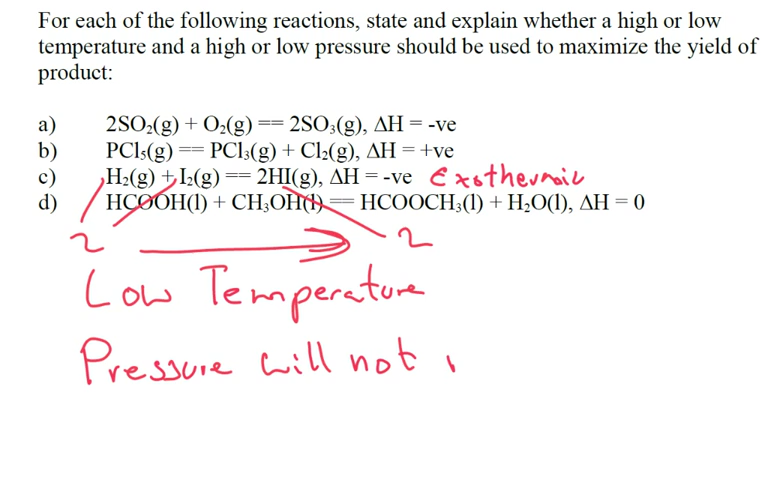 For each of the following reactions, state and explain whether a high or low
temperature and a high or low pressure should be used to maximize the yield of
product:
a) 2SO₂(g) + O₂(g) == 2SO₃(g), ΔH = -ve
b) PCl₅(g) == PCl₃(g) + Cl₂(g), ΔH = +ve
c) H₂(g) + I₂(g) == 2HI(g), ΔH = -ve Exothermic
d) HCOOH(l) + CH₃OH(l) == HCOOCH₃(l) + H₂O(l), ΔH = 0
2 2
Low Temperature
Pressure will not